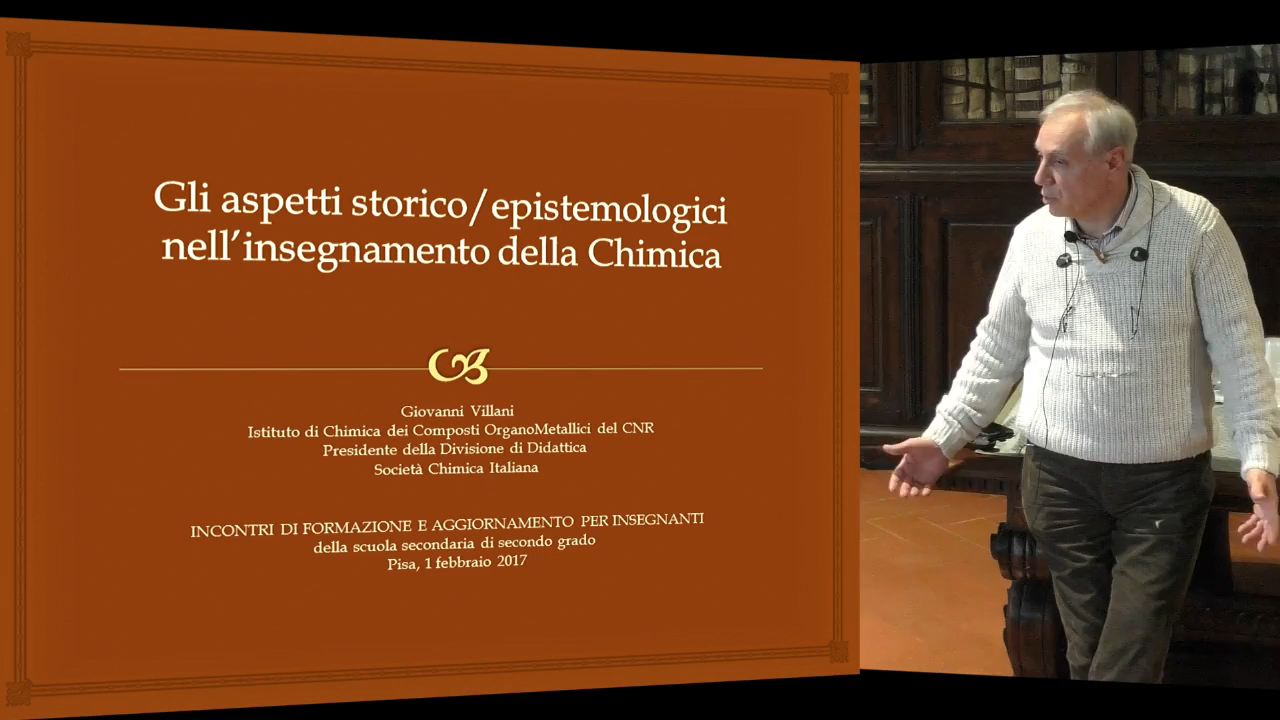 Gli aspetti storico/epistemologici
nell'insegnamento della Chimica
Giovanni Villani
Istituto di Chimica dei Composti OrganoMetallici del CNR
Presidente della Divisione di Didattica
Società Chimica Italiana
INCONTRI DI FORMAZIONE E AGGIORNAMENTO PER INSEGNANTI
della scuola secondaria di secondo grado
Pisa, 1 febbraio 2017